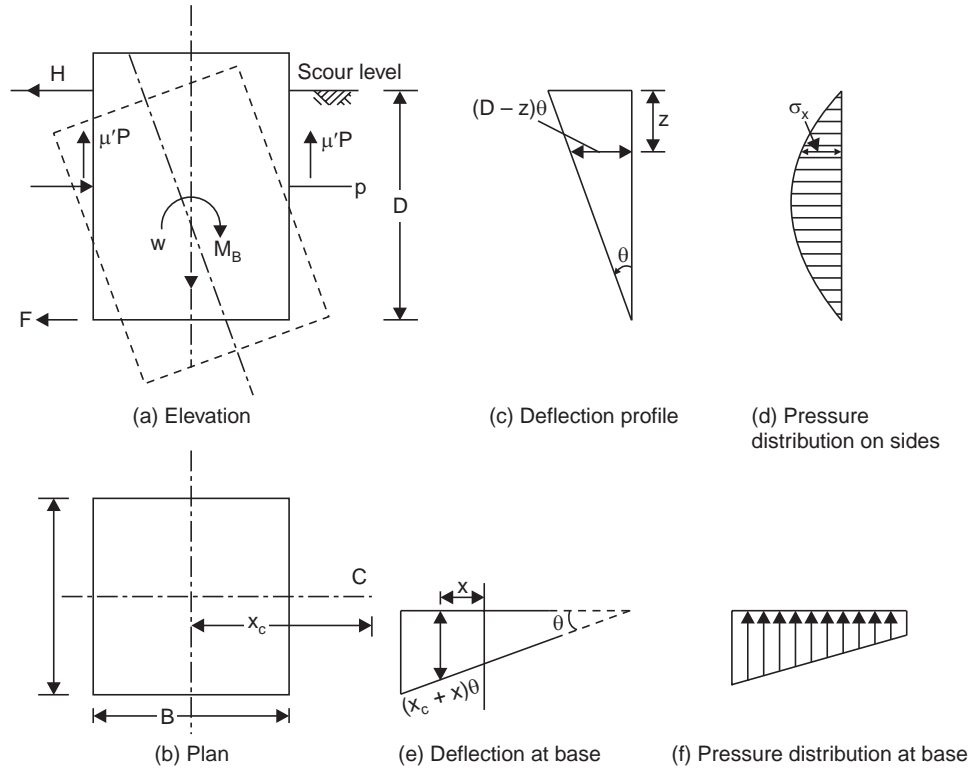 H
Scour level
μ′P
μ′P
p
D
w
M_B
F
(a) Elevation
(D – z)θ
z
θ
(c) Deflection profile
σ_x
(d) Pressure
distribution on sides
C
x_c
B
(b) Plan
x
θ
(x_c + x)θ
(e) Deflection at base
(f) Pressure distribution at base